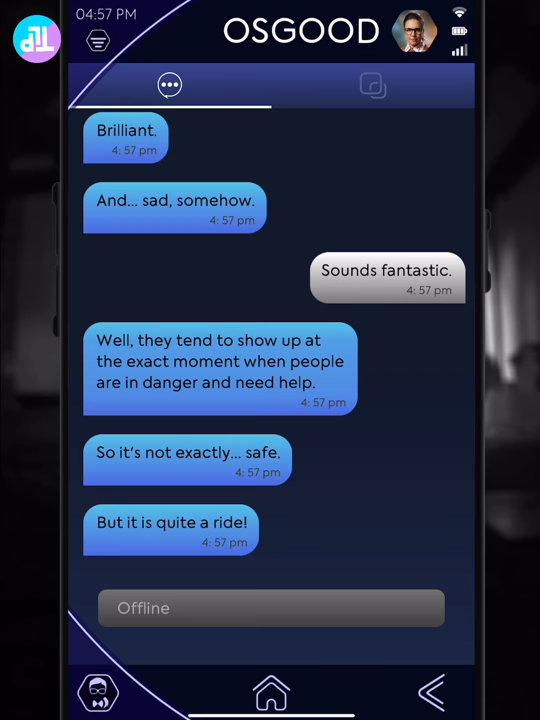 04:57 PM
OSGOOD
Brilliant.
4: 57 pm
And... sad, somehow.
4: 57 pm
Sounds fantastic.
4: 57 pm
Well, they tend to show up at
the exact moment when people
are in danger and need help.
4: 57 pm
So it's not exactly... safe.
4: 57 pm
But it is quite a ride!
4: 57 pm
Offline